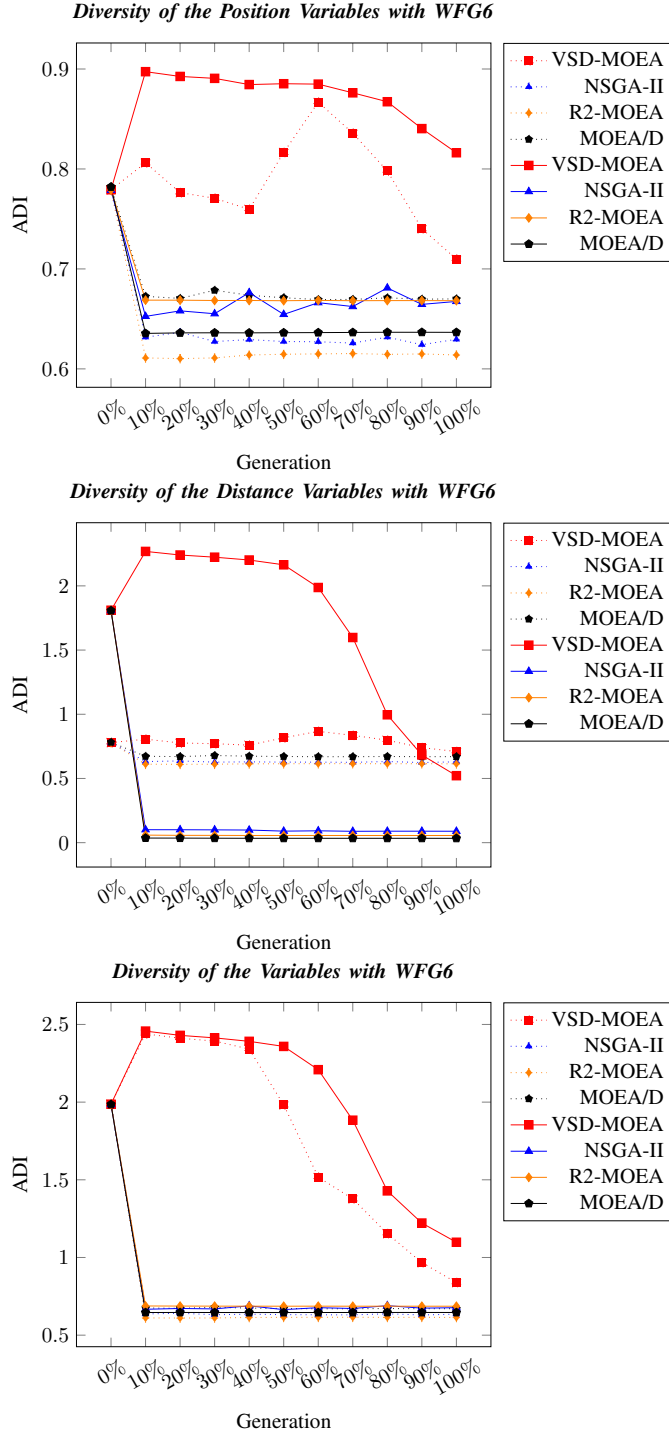 Diversity of the Position Variables with WFG6
0.9
0.8
0.7
0.6
ADI
0% 10% 20% 30% 40% 50% 60% 70% 80% 90% 100%
Generation
VSD-MOEA
NSGA-II
R2-MOEA
MOEA/D
VSD-MOEA
NSGA-II
R2-MOEA
MOEA/D
Diversity of the Distance Variables with WFG6
2
1.5
1
0.5
0
ADI
0% 10% 20% 30% 40% 50% 60% 70% 80% 90% 100%
Generation
VSD-MOEA
NSGA-II
R2-MOEA
MOEA/D
VSD-MOEA
NSGA-II
R2-MOEA
MOEA/D
Diversity of the Variables with WFG6
2.5
2
1.5
1
0.5
ADI
0% 10% 20% 30% 40% 50% 60% 70% 80% 90% 100%
Generation
VSD-MOEA
NSGA-II
R2-MOEA
MOEA/D
VSD-MOEA
NSGA-II
R2-MOEA
MOEA/D